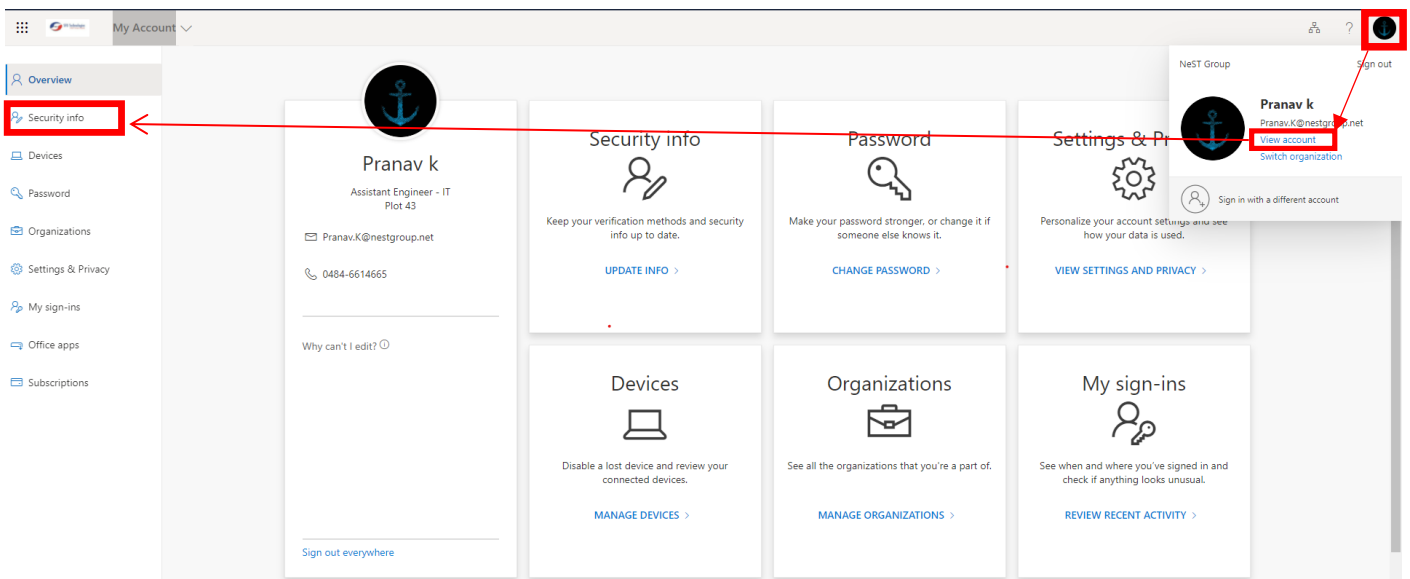 My Account
?
NeST Group
Sign out
Pranav k
Pranav.K@nestgroup.net
View account
Switch organization
Sign in with a different account
Overview
Security info
Devices
Password
Organizations
Settings & Privacy
My sign-ins
Office apps
Subscriptions
Pranav k
Assistant Engineer - IT
Plot 43
Pranav.K@nestgroup.net
0484-6614665
Why can't I edit?
Sign out everywhere
Security info
Keep your verification methods and security
info up to date.
UPDATE INFO >
Password
Make your password stronger, or change it if
someone else knows it.
CHANGE PASSWORD >
Settings & Pr
Personalize your account settings and see
how your data is used.
VIEW SETTINGS AND PRIVACY >
Devices
Disable a lost device and review your
connected devices.
MANAGE DEVICES >
Organizations
See all the organizations that you're a part of.
MANAGE ORGANIZATIONS >
My sign-ins
See when and where you've signed in and
check if anything looks unusual.
REVIEW RECENT ACTIVITY >